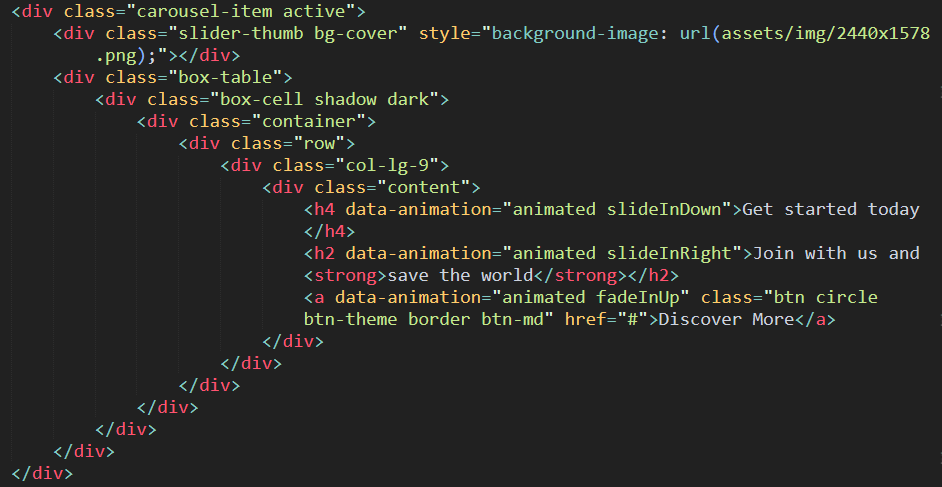 <div class="carousel-item active">
<div class="slider-thumb bg-cover" style="background-image: url(assets/img/2440x1578
.png);"></div>
<div class="box-table">
<div class="box-cell shadow dark">
<div class="container">
<div class="row">
<div class="col-lg-9">
<div class="content">
<h4 data-animation="animated slideInDown">Get started today
</h4>
<h2 data-animation="animated slideInRight">Join with us and
<strong>save the world</strong></h2>
<a data-animation="animated fadeInUp" class="btn circle
btn-theme border btn-md" href="#">Discover More</a>
</div>
</div>
</div>
</div>
</div>
</div>
</div>